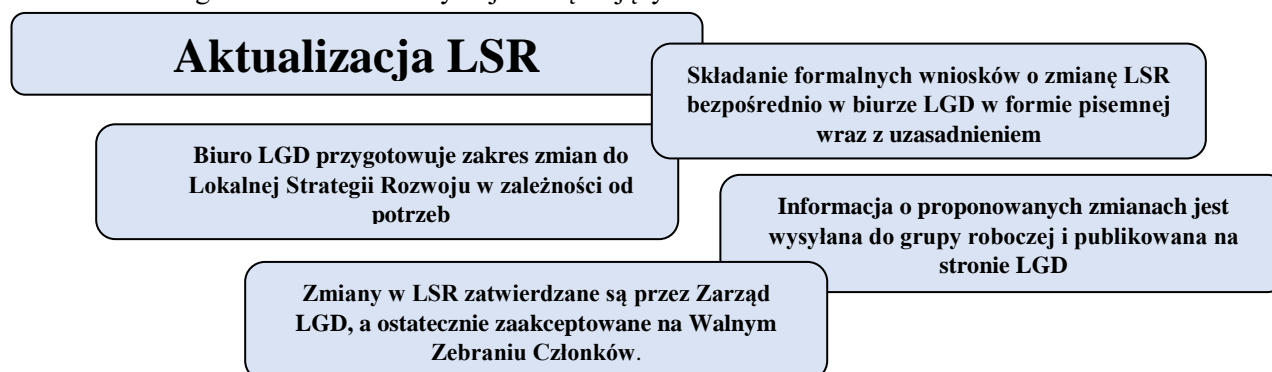 Aktualizacja LSR
Składanie formalnych wniosków o zmianę LSR
bezpośrednio w biurze LGD w formie pisemnej
wraz z uzasadnieniem
Biuro LGD przygotowuje zakres zmian do
Lokalnej Strategii Rozwoju w zależności od
potrzeb
Informacja o proponowanych zmianach jest
wysyłana do grupy roboczej i publikowana na
stronie LGD
Zmiany w LSR zatwierdzane są przez Zarząd
LGD, a ostatecznie zaakceptowane na Walnym
Zebraniu Członków.